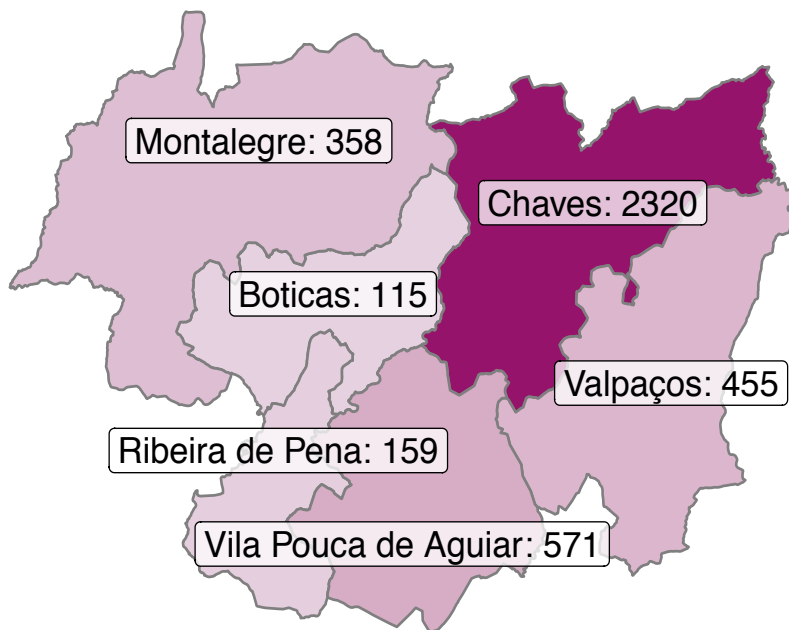 Montalegre: 358
Chaves: 2320
Boticas: 115
Valpaços: 455
Ribeira de Pena: 159
Vila Pouca de Aguiar: 571